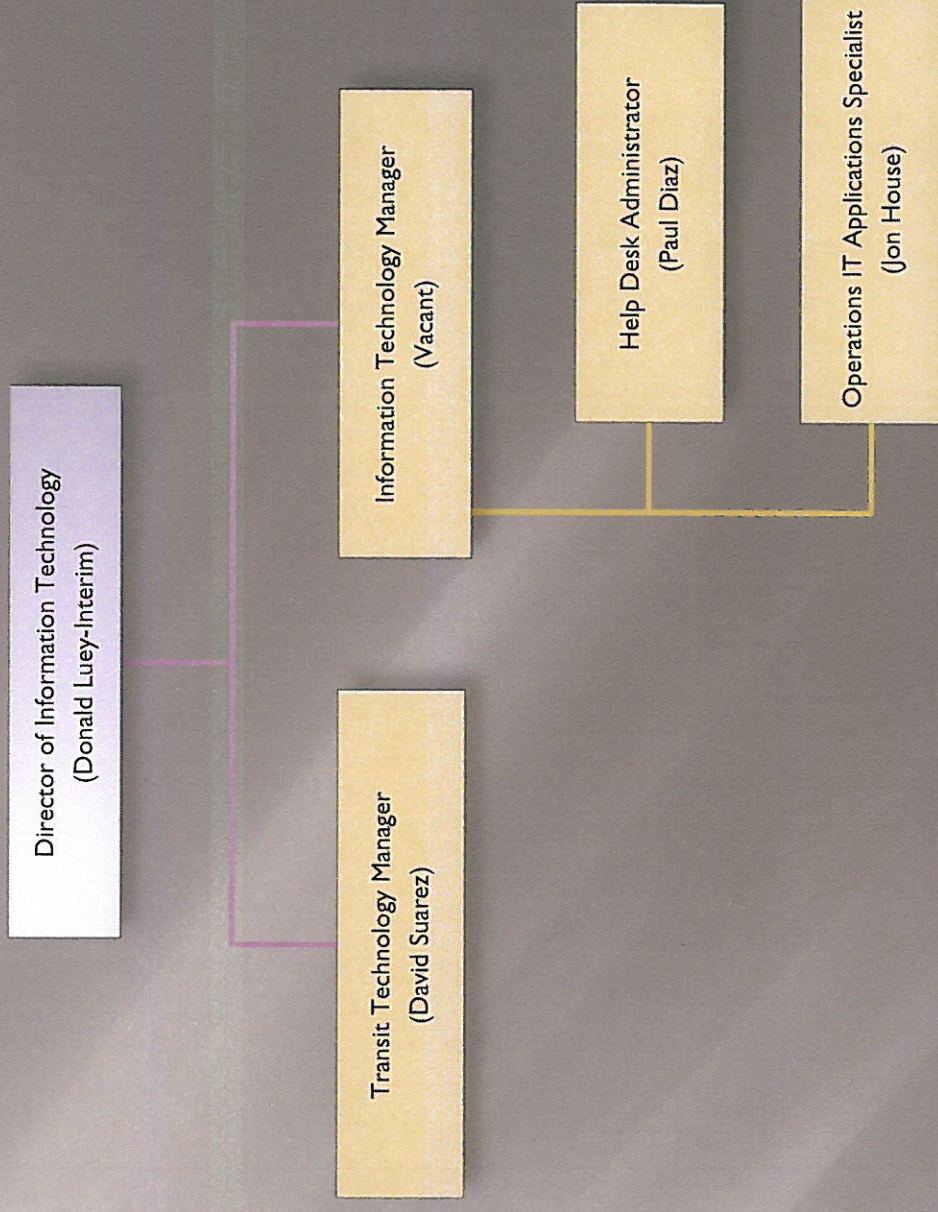 Director of Information Technology
(Donald Luey-Interim)
Transit Technology Manager
(David Suarez)
Information Technology Manager
(Vacant)
Help Desk Administrator
(Paul Diaz)
Operations IT Applications Specialist
(Jon House)